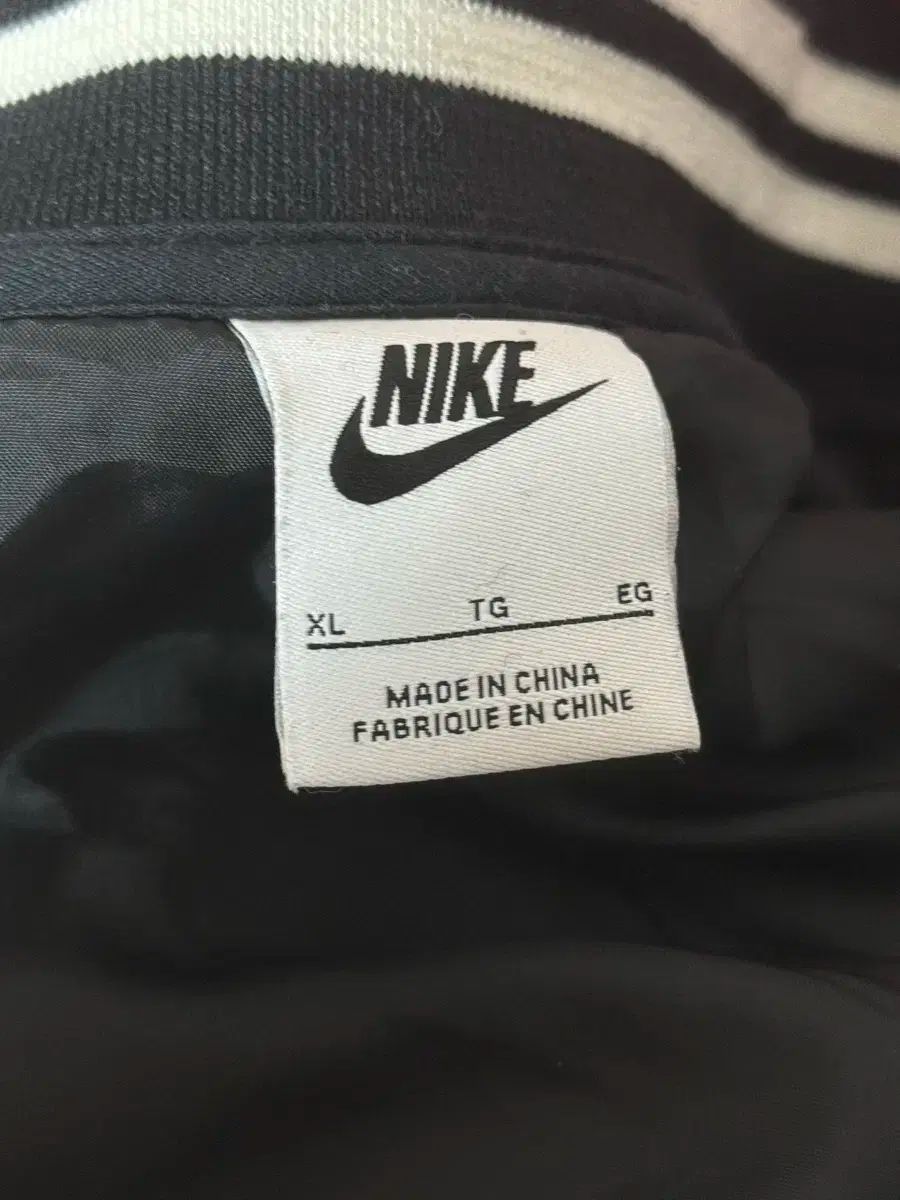 NIKE
XL TG EG
MADE IN CHINA
FABRIQUE EN CHINE